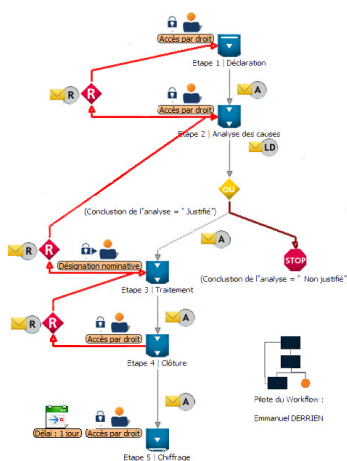 Accès par droit
Etape 1 | Déclaration
R
R
A
Accès par droit
Etape 2 | Analyse des causes
LD
OU
(Conclusion de l'analyse = " Justifié")
A
R
R
STOP
(Conclusion de l'analyse = " Non justifié"
Désignation nominative
Etape 3 | Traitement
R
R
A
Accès par droit
Etape 4 | Clôture
A
Pilote du Workflow :
Emmanuel DERRIEN
Délai : 1 jour
Accès par droit
Etape 5 | Chiffrage